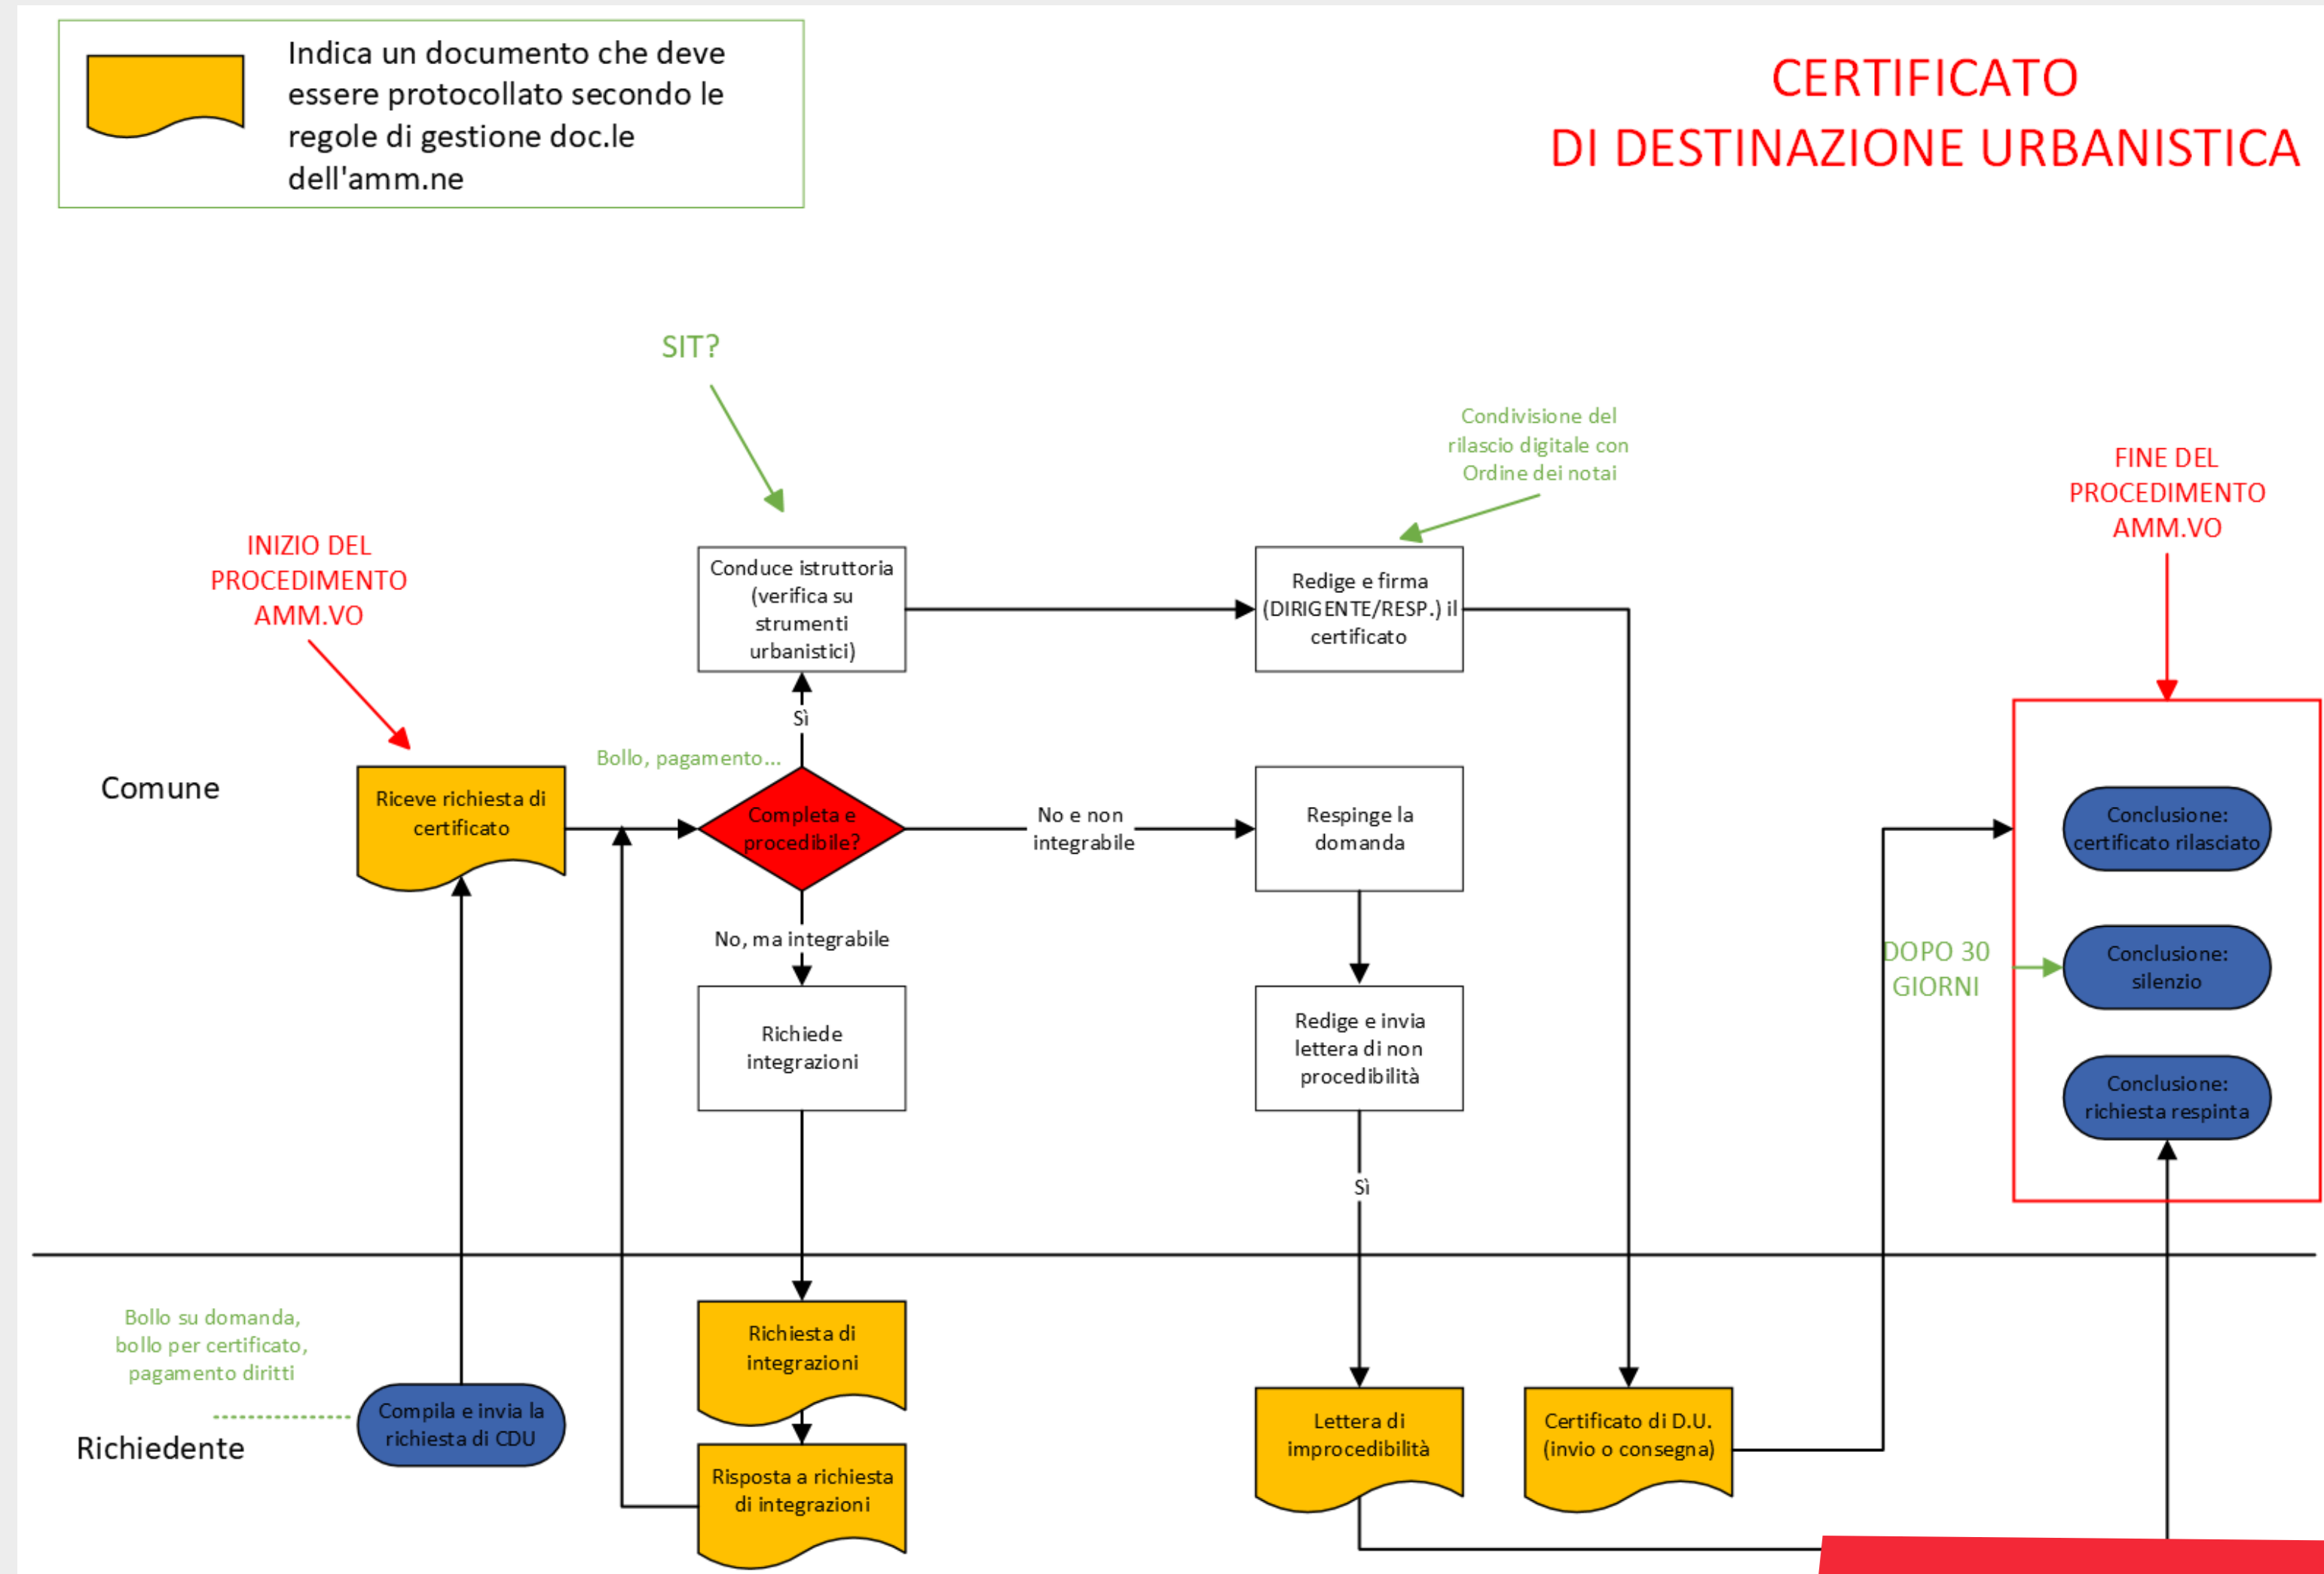 Indica un documento che deve
essere protocollato secondo le
regole di gestione doc.le
dell'amm.ne
CERTIFICATO
DI DESTINAZIONE URBANISTICA
SIT?
Condivisione del
rilascio digitale con
Ordine dei notai
FINE DEL
PROCEDIMENTO
AMM.VO
INIZIO DEL
PROCEDIMENTO
AMM.VO
Conduce istruttoria
(verifica su
strumenti
urbanistici)
Redige e firma
(DIRIGENTE/RESP.) il
certificato
Sì
Bollo, pagamento...
Comune
Riceve richiesta di
certificato
Completa e
procedibile?
No e non
integrabile
Respinge la
domanda
Conclusione:
certificato rilasciato
No, ma integrabile
DOPO 30
GIORNI
Conclusione:
silenzio
Richiede
integrazioni
Redige e invia
lettera di non
procedibilità
Conclusione:
richiesta respinta
Sì
Bollo su domanda,
bollo per certificato,
pagamento diritti
Richiesta di
integrazioni
Richiedente
Compila e invia la
richiesta di CDU
Lettera di
improcedibilità
Certificato di D.U.
(invio o consegna)
Risposta a richiesta
di integrazioni